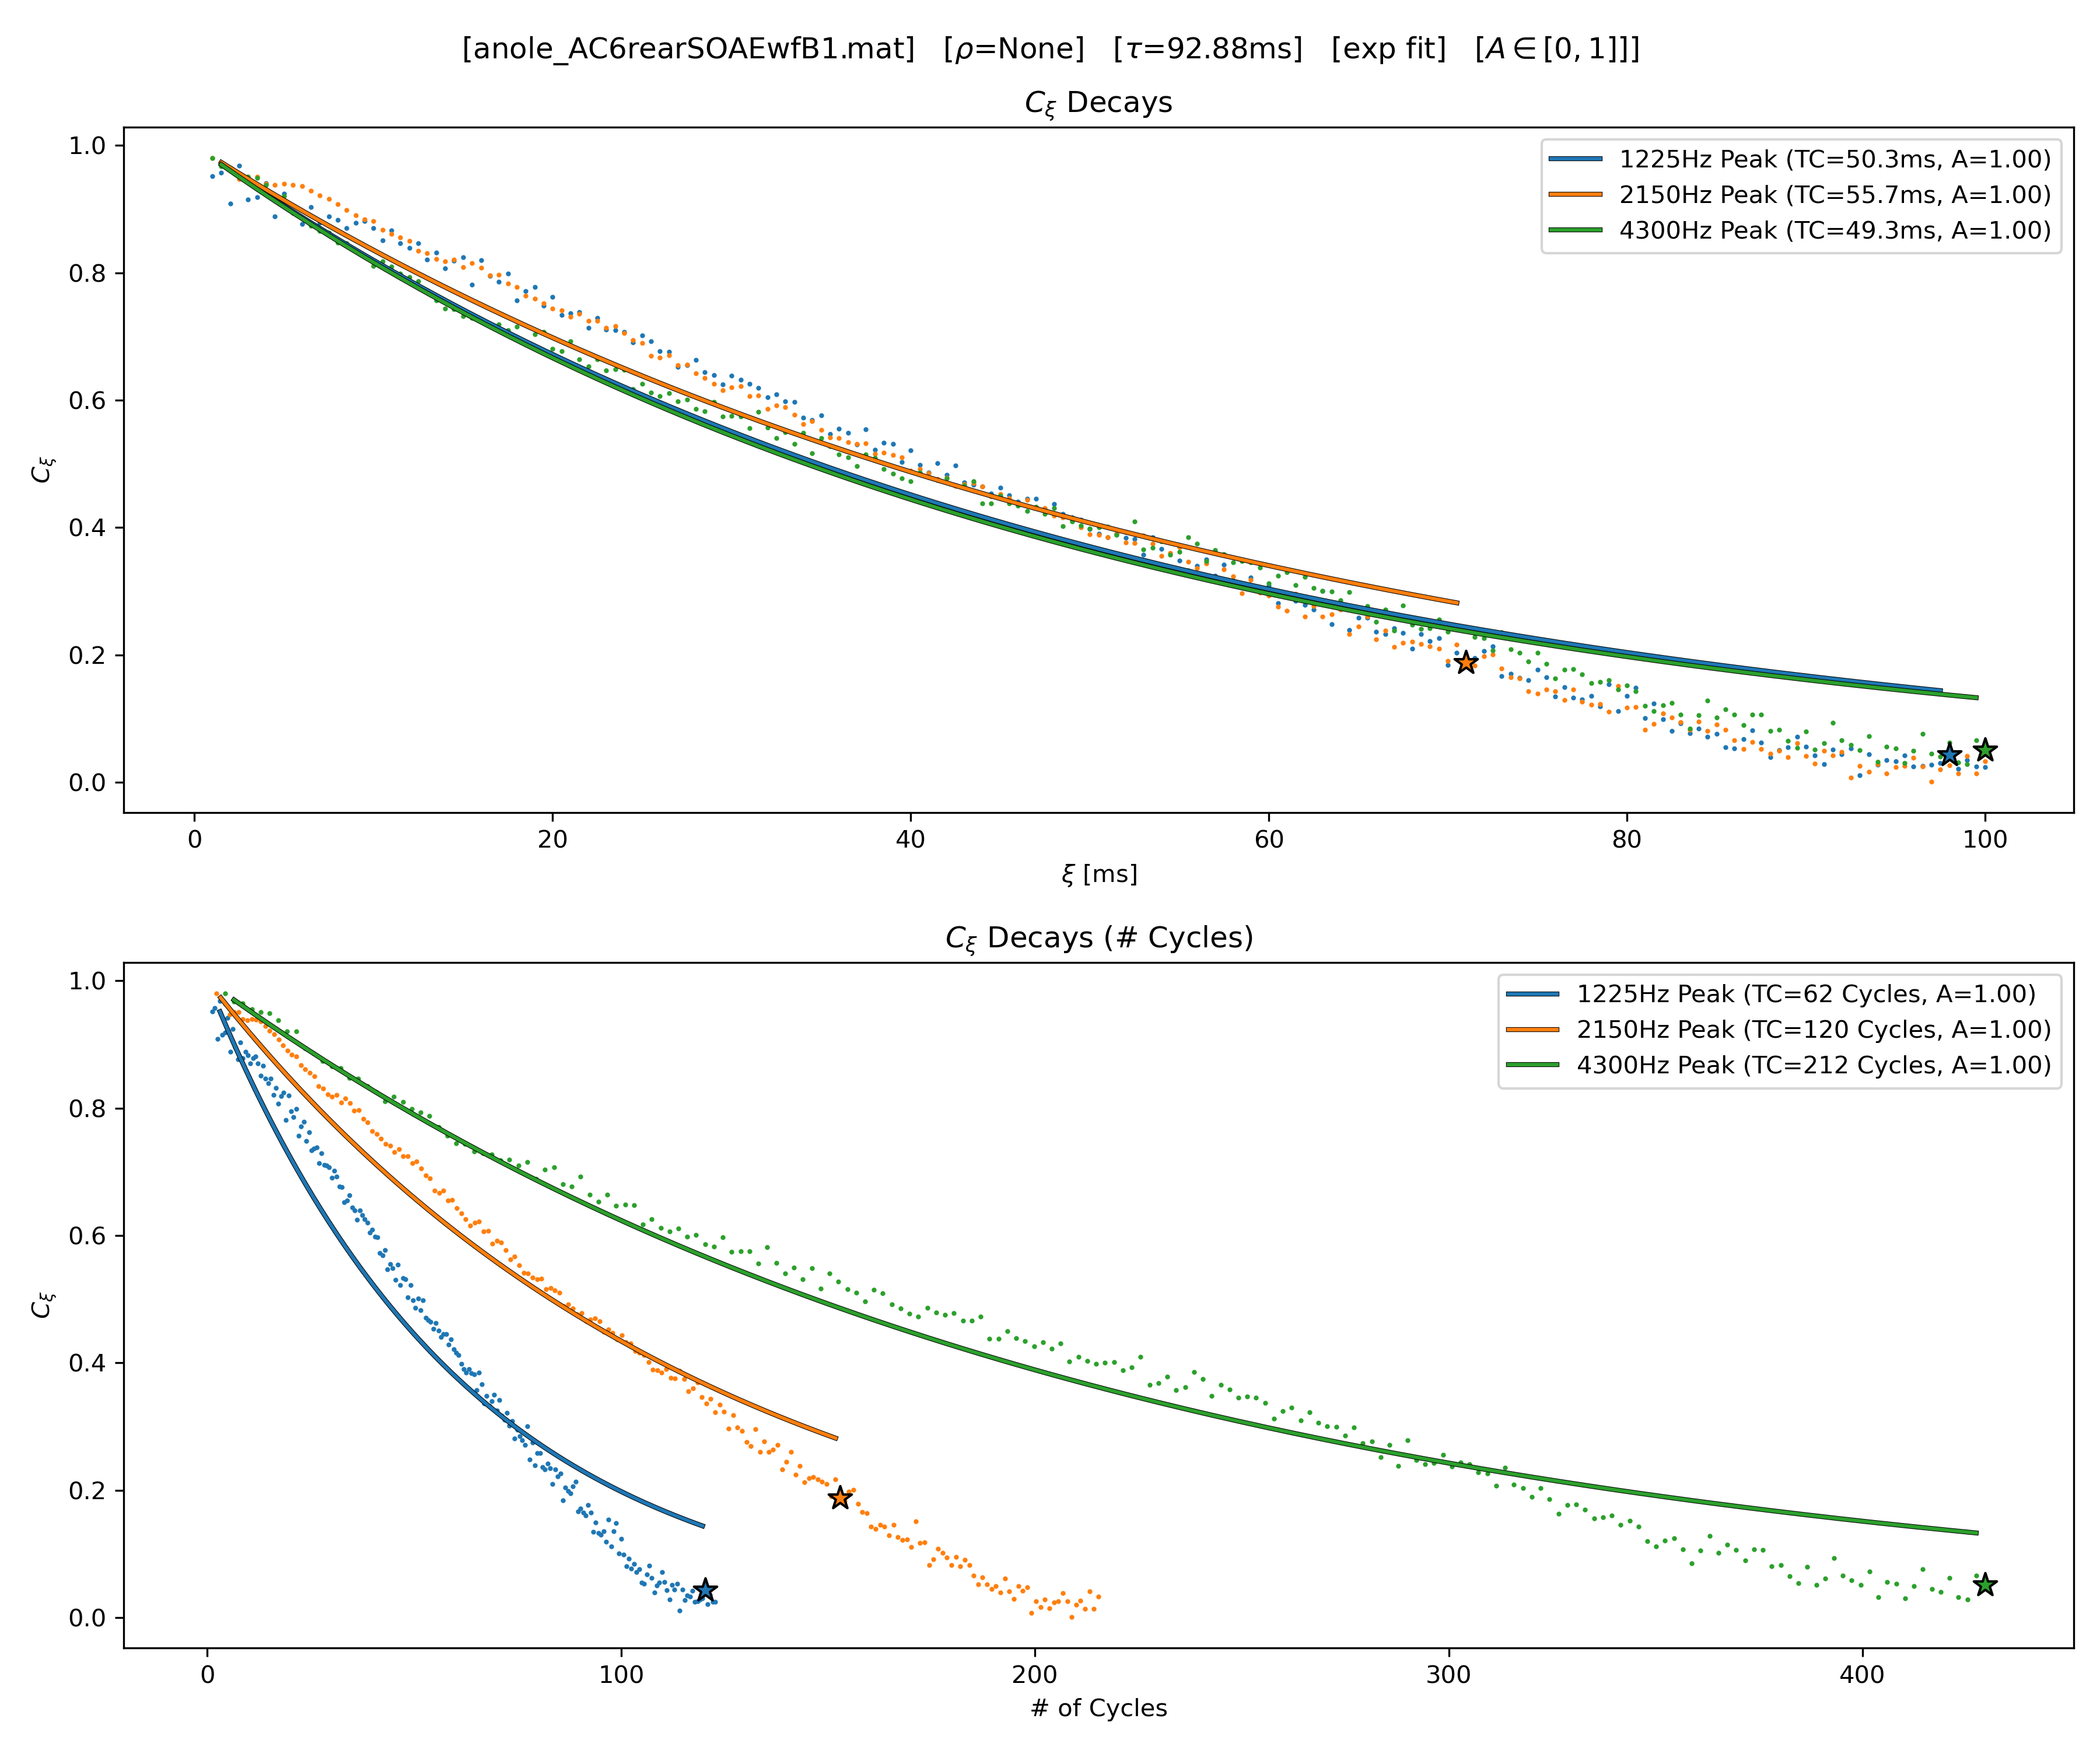 [anole_AC6rearSOAEwfB1.mat]   [ρ=None]   [τ=92.88ms]   [exp fit]   [A ∈ [0, 1]]]
C_ξ Decays
1.0
0.8
0.6
0.4
0.2
0.0
C_ξ
1225Hz Peak (TC=50.3ms, A=1.00)
2150Hz Peak (TC=55.7ms, A=1.00)
4300Hz Peak (TC=49.3ms, A=1.00)
0 20 40 60 80 100
ξ [ms]
C_ξ Decays (# Cycles)
1.0
0.8
0.6
0.4
0.2
0.0
C_ξ
1225Hz Peak (TC=62 Cycles, A=1.00)
2150Hz Peak (TC=120 Cycles, A=1.00)
4300Hz Peak (TC=212 Cycles, A=1.00)
0 100 200 300 400
# of Cycles